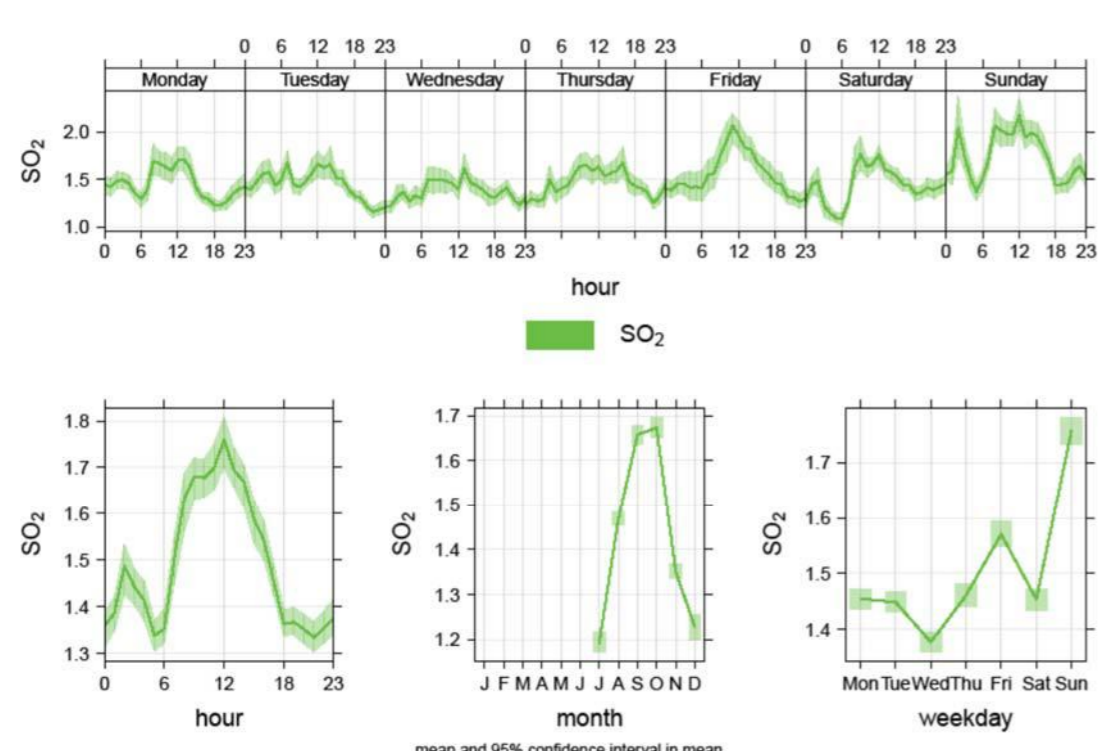 0 6 12 18 23 0 6 12 18 23 0 6 12 18 23
Monday Tuesday Wednesday Thursday Friday Saturday Sunday
SO₂
2.0
1.5
1.0
0 6 12 18 23 0 6 12 18 23 0 6 12 18 23 0 6 12 18 23
hour
SO₂
SO₂
1.8
1.7
1.6
1.5
1.4
1.3
0 6 12 18 23
hour
SO₂
1.7
1.6
1.5
1.4
1.3
1.2
J F M A M J J A S O N D
month
SO₂
1.7
1.6
1.5
1.4
Mon Tue Wed Thu Fri Sat Sun
weekday
mean and 95% confidence interval in mean